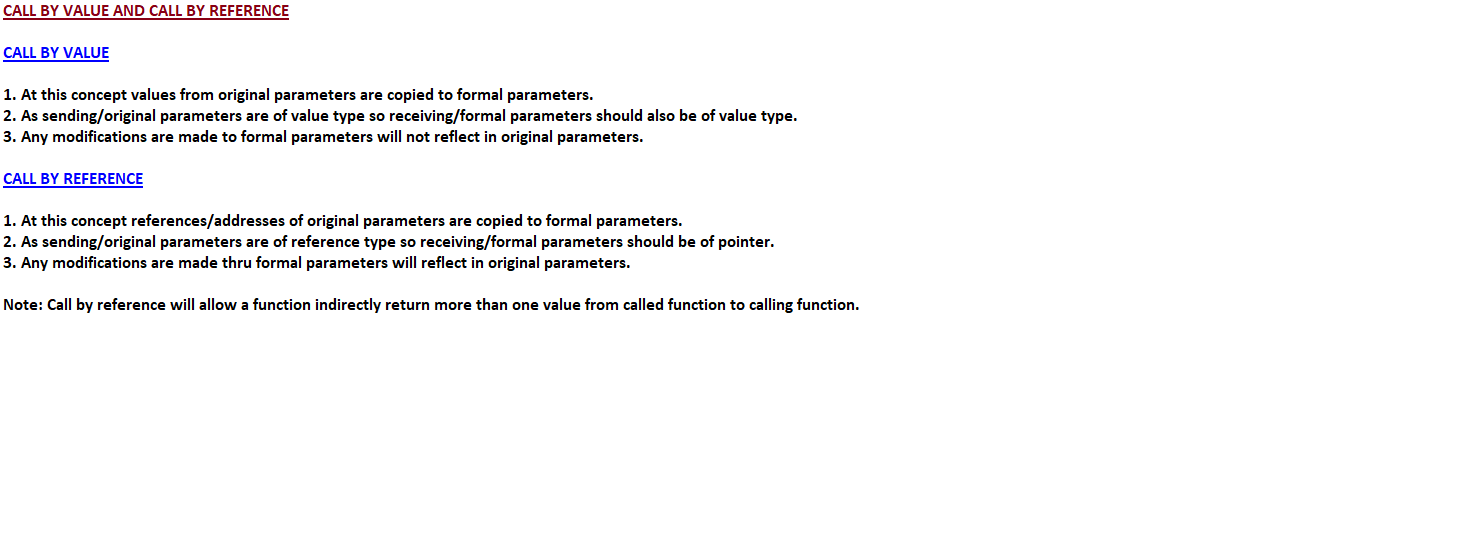 CALL BY VALUE AND CALL BY REFERENCE
CALL BY VALUE
1. At this concept values from original parameters are copied to formal parameters.
2. As sending/original parameters are of value type so receiving/formal parameters should also be of value type.
3. Any modifications are made to formal parameters will not reflect in original parameters.
CALL BY REFERENCE
1. At this concept references/addresses of original parameters are copied to formal parameters.
2. As sending/original parameters are of reference type so receiving/formal parameters should be of pointer.
3. Any modifications are made thru formal parameters will reflect in original parameters.
Note: Call by reference will allow a function indirectly return more than one value from called function to calling function.